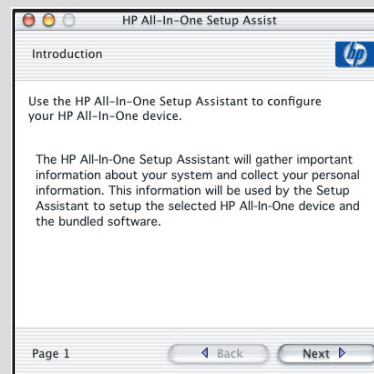 HP All-In-One Setup Assist
Introduction
hp
Use the HP All-In-One Setup Assistant to configure
your HP All-In-One device.
The HP All-In-One Setup Assistant will gather important
information about your system and collect your personal
information. This information will be used by the Setup
Assistant to setup the selected HP All-In-One device and
the bundled software.
Page 1
Back
Next